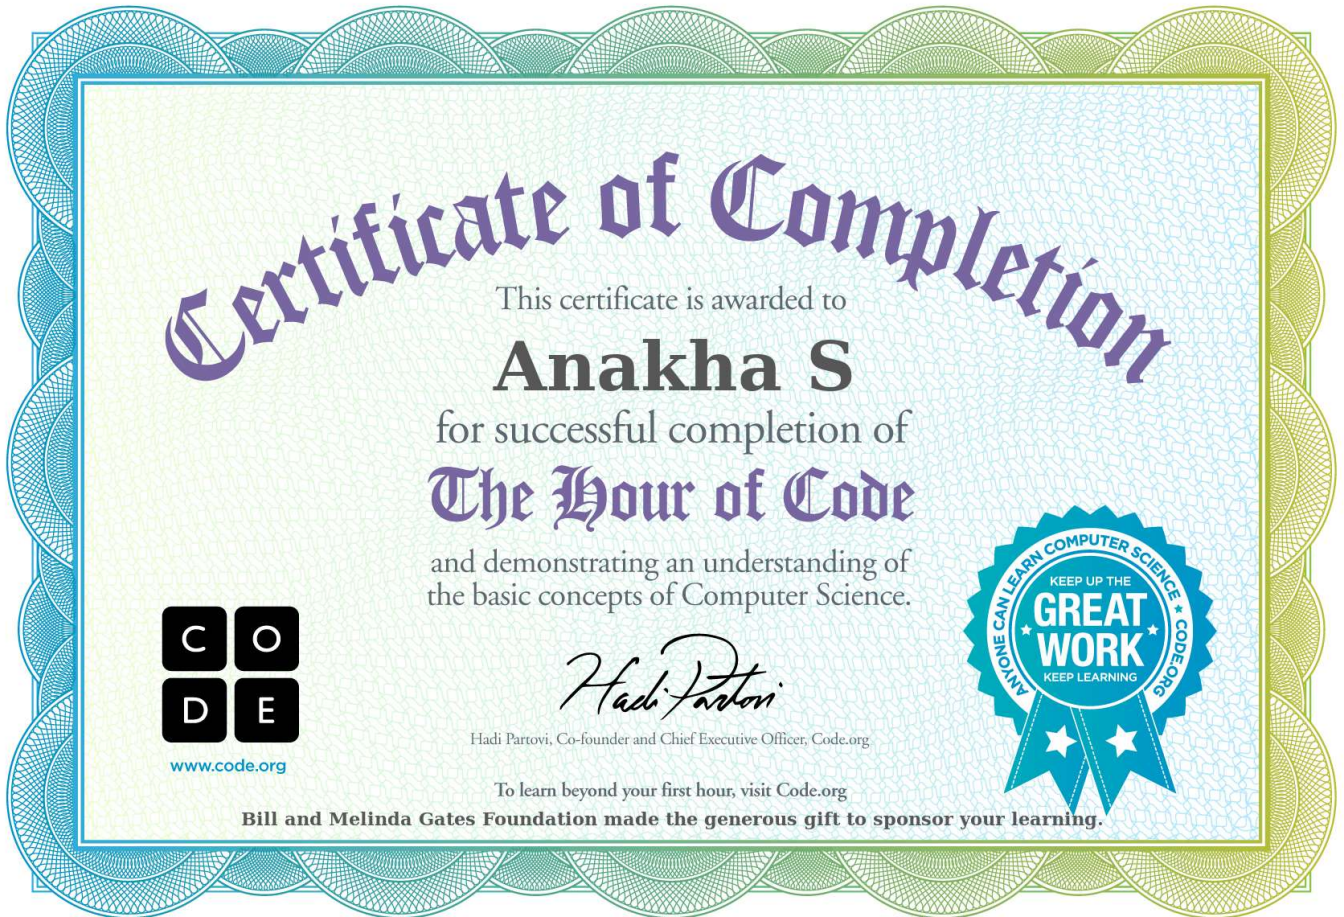 Certificate of Completion
This certificate is awarded to
Anakha S
for successful completion of
The Hour of Code
and demonstrating an understanding of
the basic concepts of Computer Science.
C O
D E
www.code.org
Hadi Partovi
Hadi Partovi, Co-founder and Chief Executive Officer, Code.org
ANYONE CAN LEARN COMPUTER SCIENCE ★ CODE.ORG
KEEP UP THE
GREAT
WORK
KEEP LEARNING
To learn beyond your first hour, visit Code.org
Bill and Melinda Gates Foundation made the generous gift to sponsor your learning.